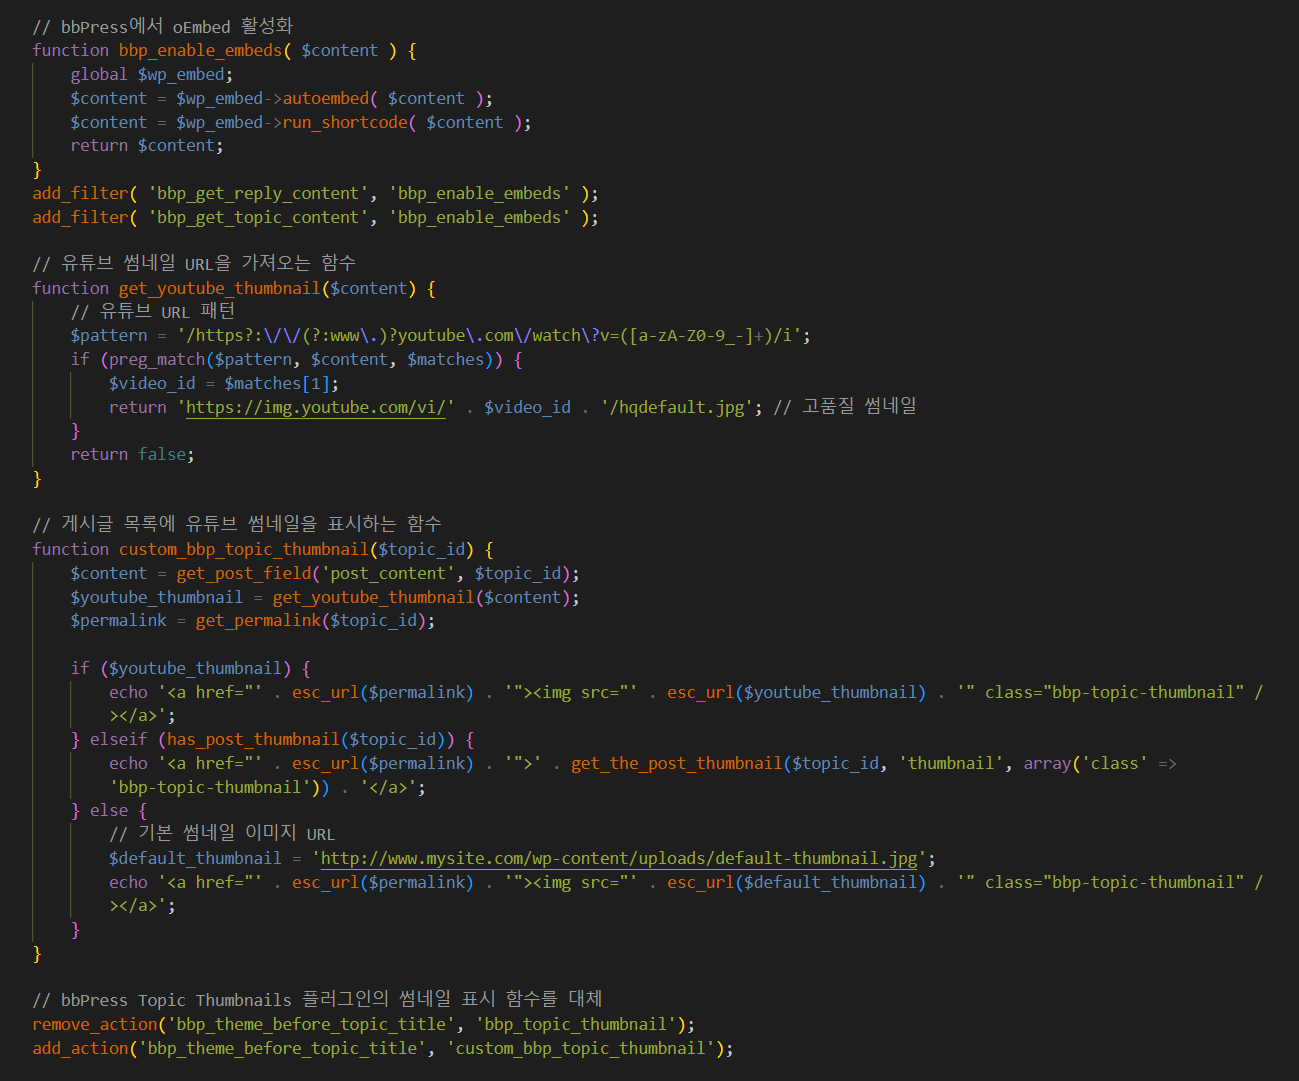 // bbPress에서 oEmbed 활성화
function bbp_enable_embeds( $content ) {
    global $wp_embed;
    $content = $wp_embed->autoembed( $content );
    $content = $wp_embed->run_shortcode( $content );
    return $content;
}
add_filter( 'bbp_get_reply_content', 'bbp_enable_embeds' );
add_filter( 'bbp_get_topic_content', 'bbp_enable_embeds' );

// 유튜브 썸네일 URL을 가져오는 함수
function get_youtube_thumbnail($content) {
    // 유튜브 URL 패턴
    $pattern = '/https?:\/\/(?:www\.)?youtube\.com\/watch\?v=([a-zA-Z0-9_-]+)/i';
    if (preg_match($pattern, $content, $matches)) {
        $video_id = $matches[1];
        return 'https://img.youtube.com/vi/' . $video_id . '/hqdefault.jpg'; // 고품질 썸네일
    }
    return false;
}

// 게시글 목록에 유튜브 썸네일을 표시하는 함수
function custom_bbp_topic_thumbnail($topic_id) {
    $content = get_post_field('post_content', $topic_id);
    $youtube_thumbnail = get_youtube_thumbnail($content);
    $permalink = get_permalink($topic_id);

    if ($youtube_thumbnail) {
        echo '<a href="' . esc_url($permalink) . '"><img src="' . esc_url($youtube_thumbnail) . '" class="bbp-topic-thumbnail" /
        ></a>';
    } elseif (has_post_thumbnail($topic_id)) {
        echo '<a href="' . esc_url($permalink) . '">' . get_the_post_thumbnail($topic_id, 'thumbnail', array('class' =>
        'bbp-topic-thumbnail')) . '</a>';
    } else {
        // 기본 썸네일 이미지 URL
        $default_thumbnail = 'http://www.mysite.com/wp-content/uploads/default-thumbnail.jpg';
        echo '<a href="' . esc_url($permalink) . '"><img src="' . esc_url($default_thumbnail) . '" class="bbp-topic-thumbnail" /
        ></a>';
    }
}

// bbPress Topic Thumbnails 플러그인의 썸네일 표시 함수를 대체
remove_action('bbp_theme_before_topic_title', 'bbp_topic_thumbnail');
add_action('bbp_theme_before_topic_title', 'custom_bbp_topic_thumbnail');